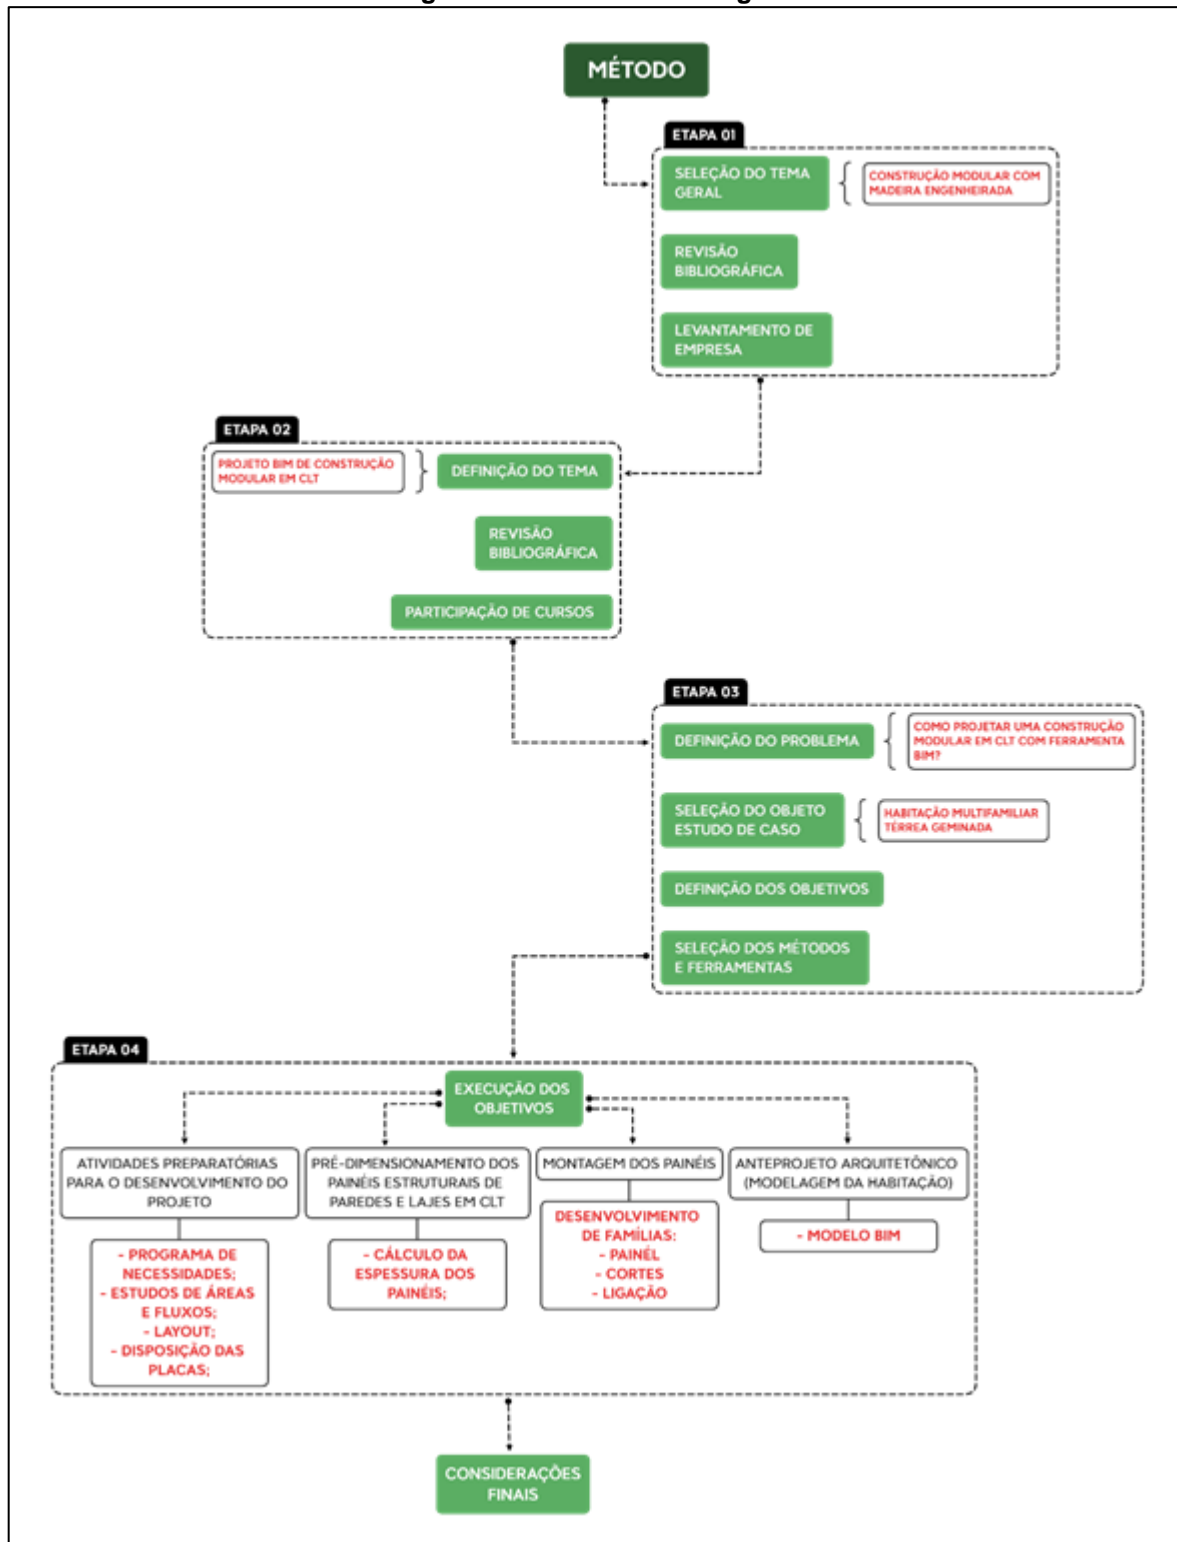 MÉTODO
ETAPA 01
SELEÇÃO DO TEMA
GERAL
CONSTRUÇÃO MODULAR COM
MADEIRA ENGENHEIRADA
REVISÃO
BIBLIOGRÁFICA
LEVANTAMENTO DE
EMPRESA
ETAPA 02
PROJETO BIM DE CONSTRUÇÃO
MODULAR EM CLT
DEFINIÇÃO DO TEMA
REVISÃO
BIBLIOGRÁFICA
PARTICIPAÇÃO DE CURSOS
ETAPA 03
DEFINIÇÃO DO PROBLEMA
COMO PROJETAR UMA CONSTRUÇÃO
MODULAR EM CLT COM FERRAMENTA
BIM?
SELEÇÃO DO OBJETO
ESTUDO DE CASO
HABITAÇÃO MULTIFAMILIAR
TÉRREA GEMINADA
DEFINIÇÃO DOS OBJETIVOS
SELEÇÃO DOS MÉTODOS
E FERRAMENTAS
ETAPA 04
EXECUÇÃO DOS
OBJETIVOS
ATIVIDADES PREPARATÓRIAS
PARA O DESENVOLVIMENTO DO
PROJETO
- PROGRAMA DE
NECESSIDADES;
- ESTUDOS DE ÁREAS
E FLUXOS;
- LAYOUT;
- DISPOSIÇÃO DAS
PLACAS;
PRÉ-DIMENSIONAMENTO DOS
PAINÉIS ESTRUTURAIS DE
PAREDES E LAJES EM CLT
- CÁLCULO DA
ESPESSURA DOS
PAINÉIS;
MONTAGEM DOS PAINÉIS
DESENVOLVIMENTO
DE FAMÍLIAS:
- PAINÉL
- CORTES
- LIGAÇÃO
ANTEPROJETO ARQUITETÔNICO
(MODELAGEM DA HABITAÇÃO)
- MODELO BIM
CONSIDERAÇÕES
FINAIS